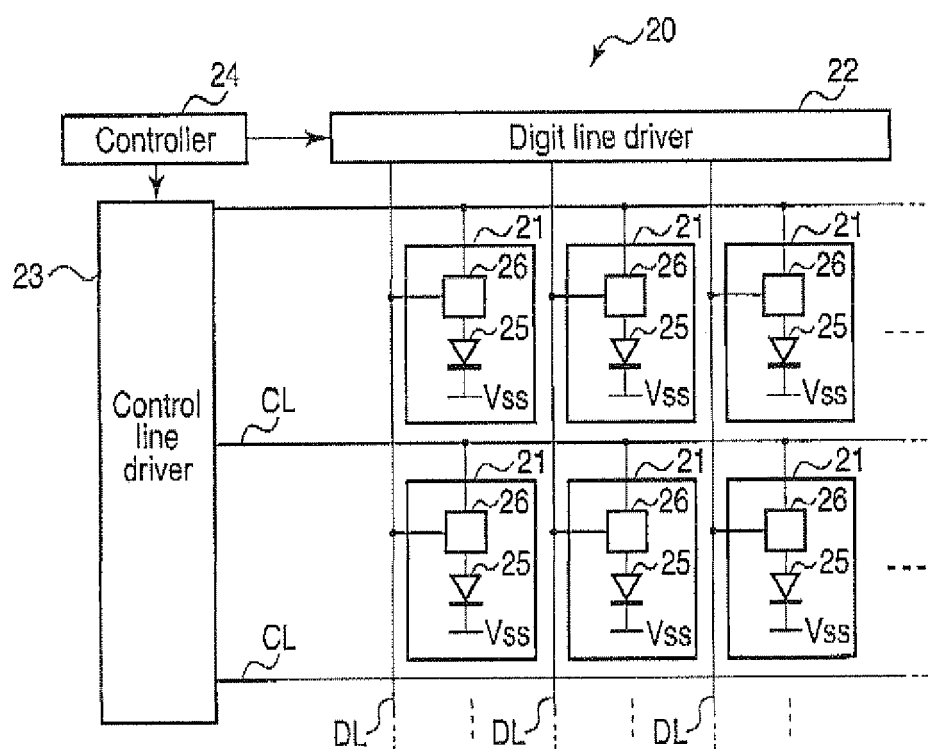 20
24
22
Controller
Digit line driver
21 21 21
23
26 26 26
25 25 25
Vss Vss Vss
Control
line
driver
CL
21 21 21
26 26 26
25 25 25
Vss Vss Vss
CL
DL DL DL